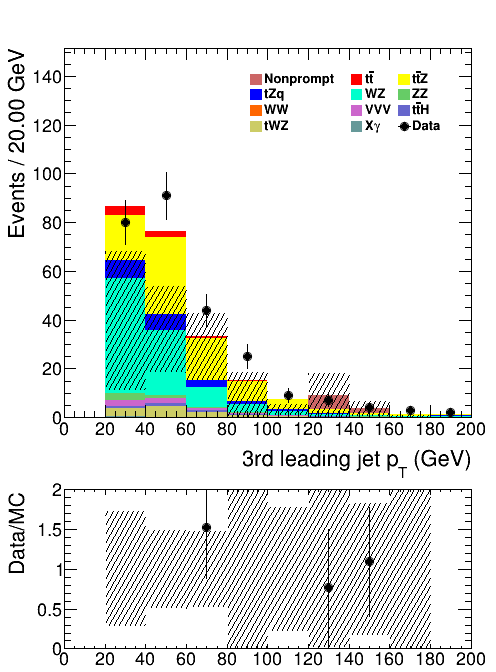 Events / 20.00 GeV
140
120
100
80
60
40
20
0
Nonprompt tt̄ tt̄Z
tZq WZ ZZ
WW VVV tt̄H
tWZ Xγ Data
0 20 40 60 80 100 120 140 160 180 200
3rd leading jet p_T (GeV)
Data/MC
2
1.5
1
0.5
0
0 20 40 60 80 100 120 140 160 180 200